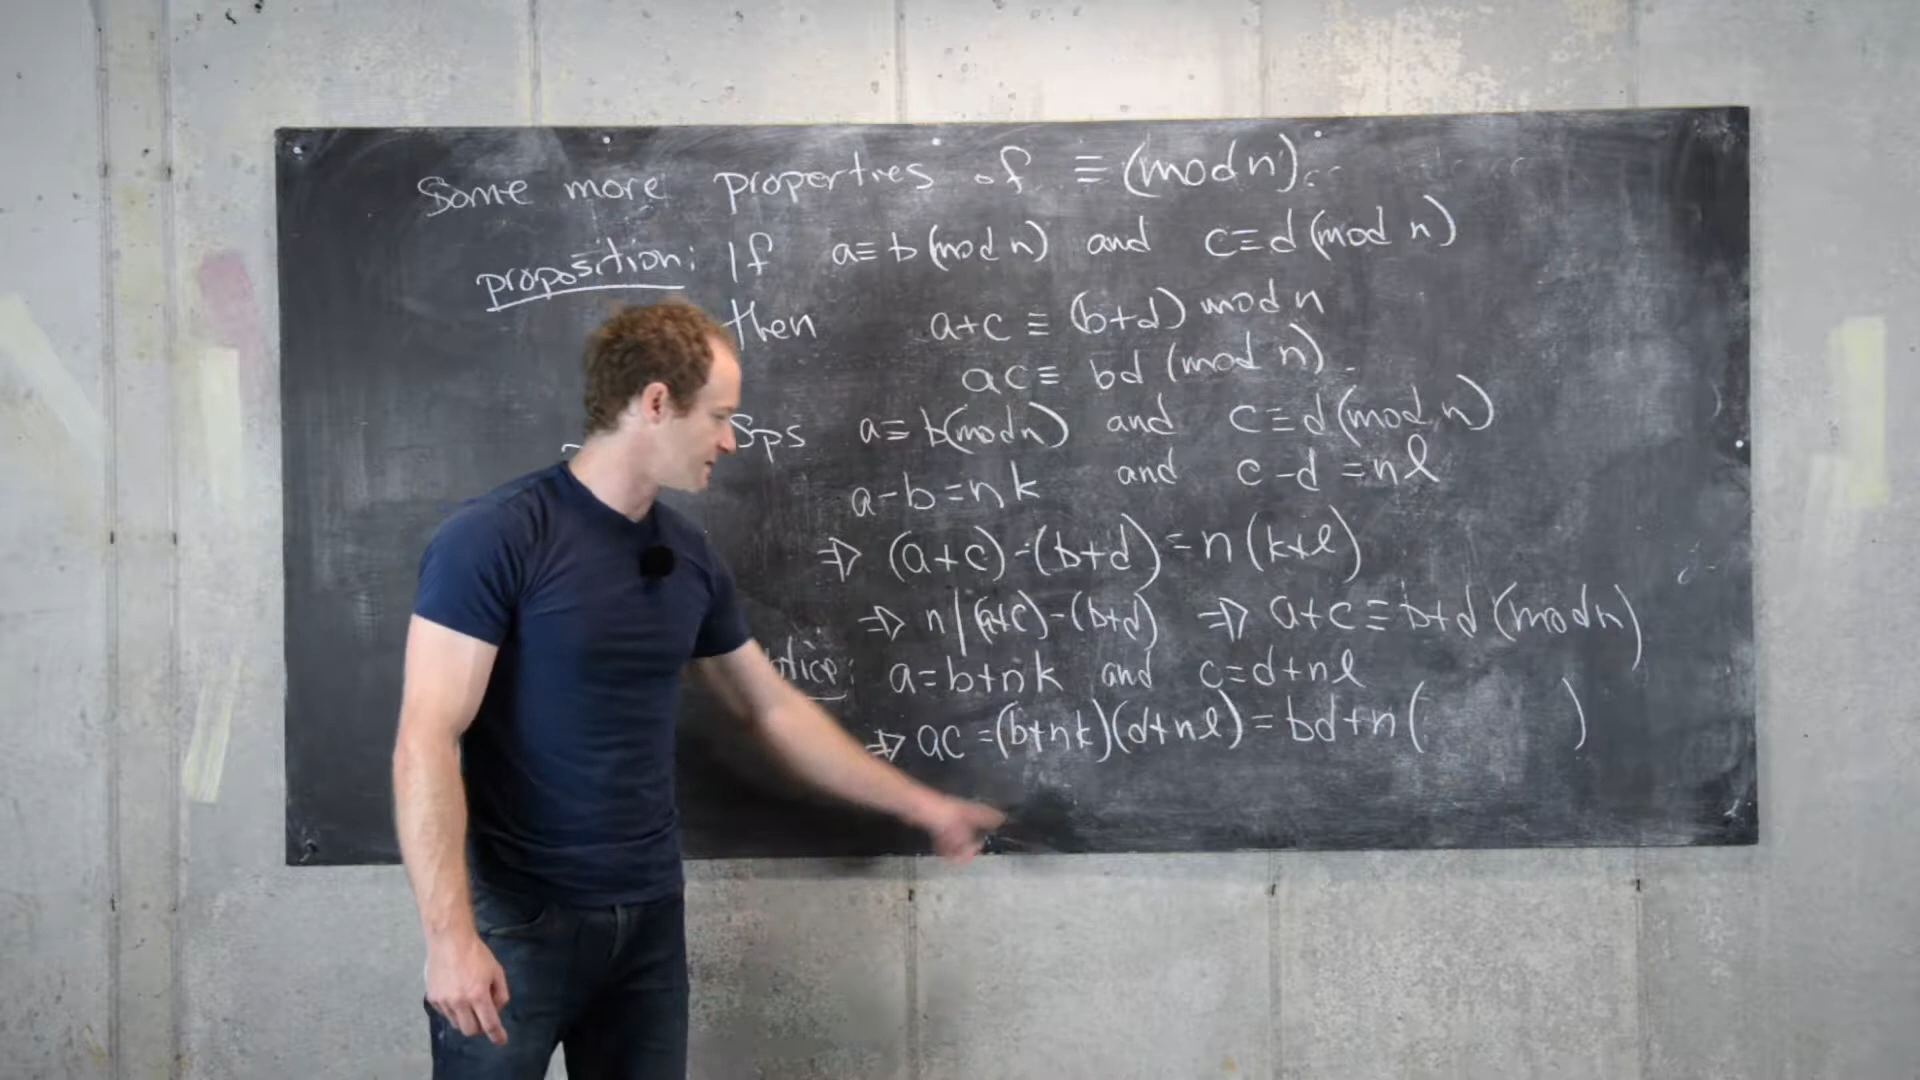 Some more properties of ≡ (mod n).
proposition: If a ≡ b (mod n) and c ≡ d (mod n)
then a+c ≡ (b+d) mod n
ac ≡ bd (mod n).
Sps a ≡ b (mod n) and c ≡ d (mod n)
a-b = nk and c-d = nl
⇒ (a+c)-(b+d) = n(k+l)
⇒ n | (a+c)-(b+d) ⇒ a+c ≡ b+d (mod n)
a = b+nk and c = d+nl
⇒ ac = (b+nk)(d+nl) = bd+n( )